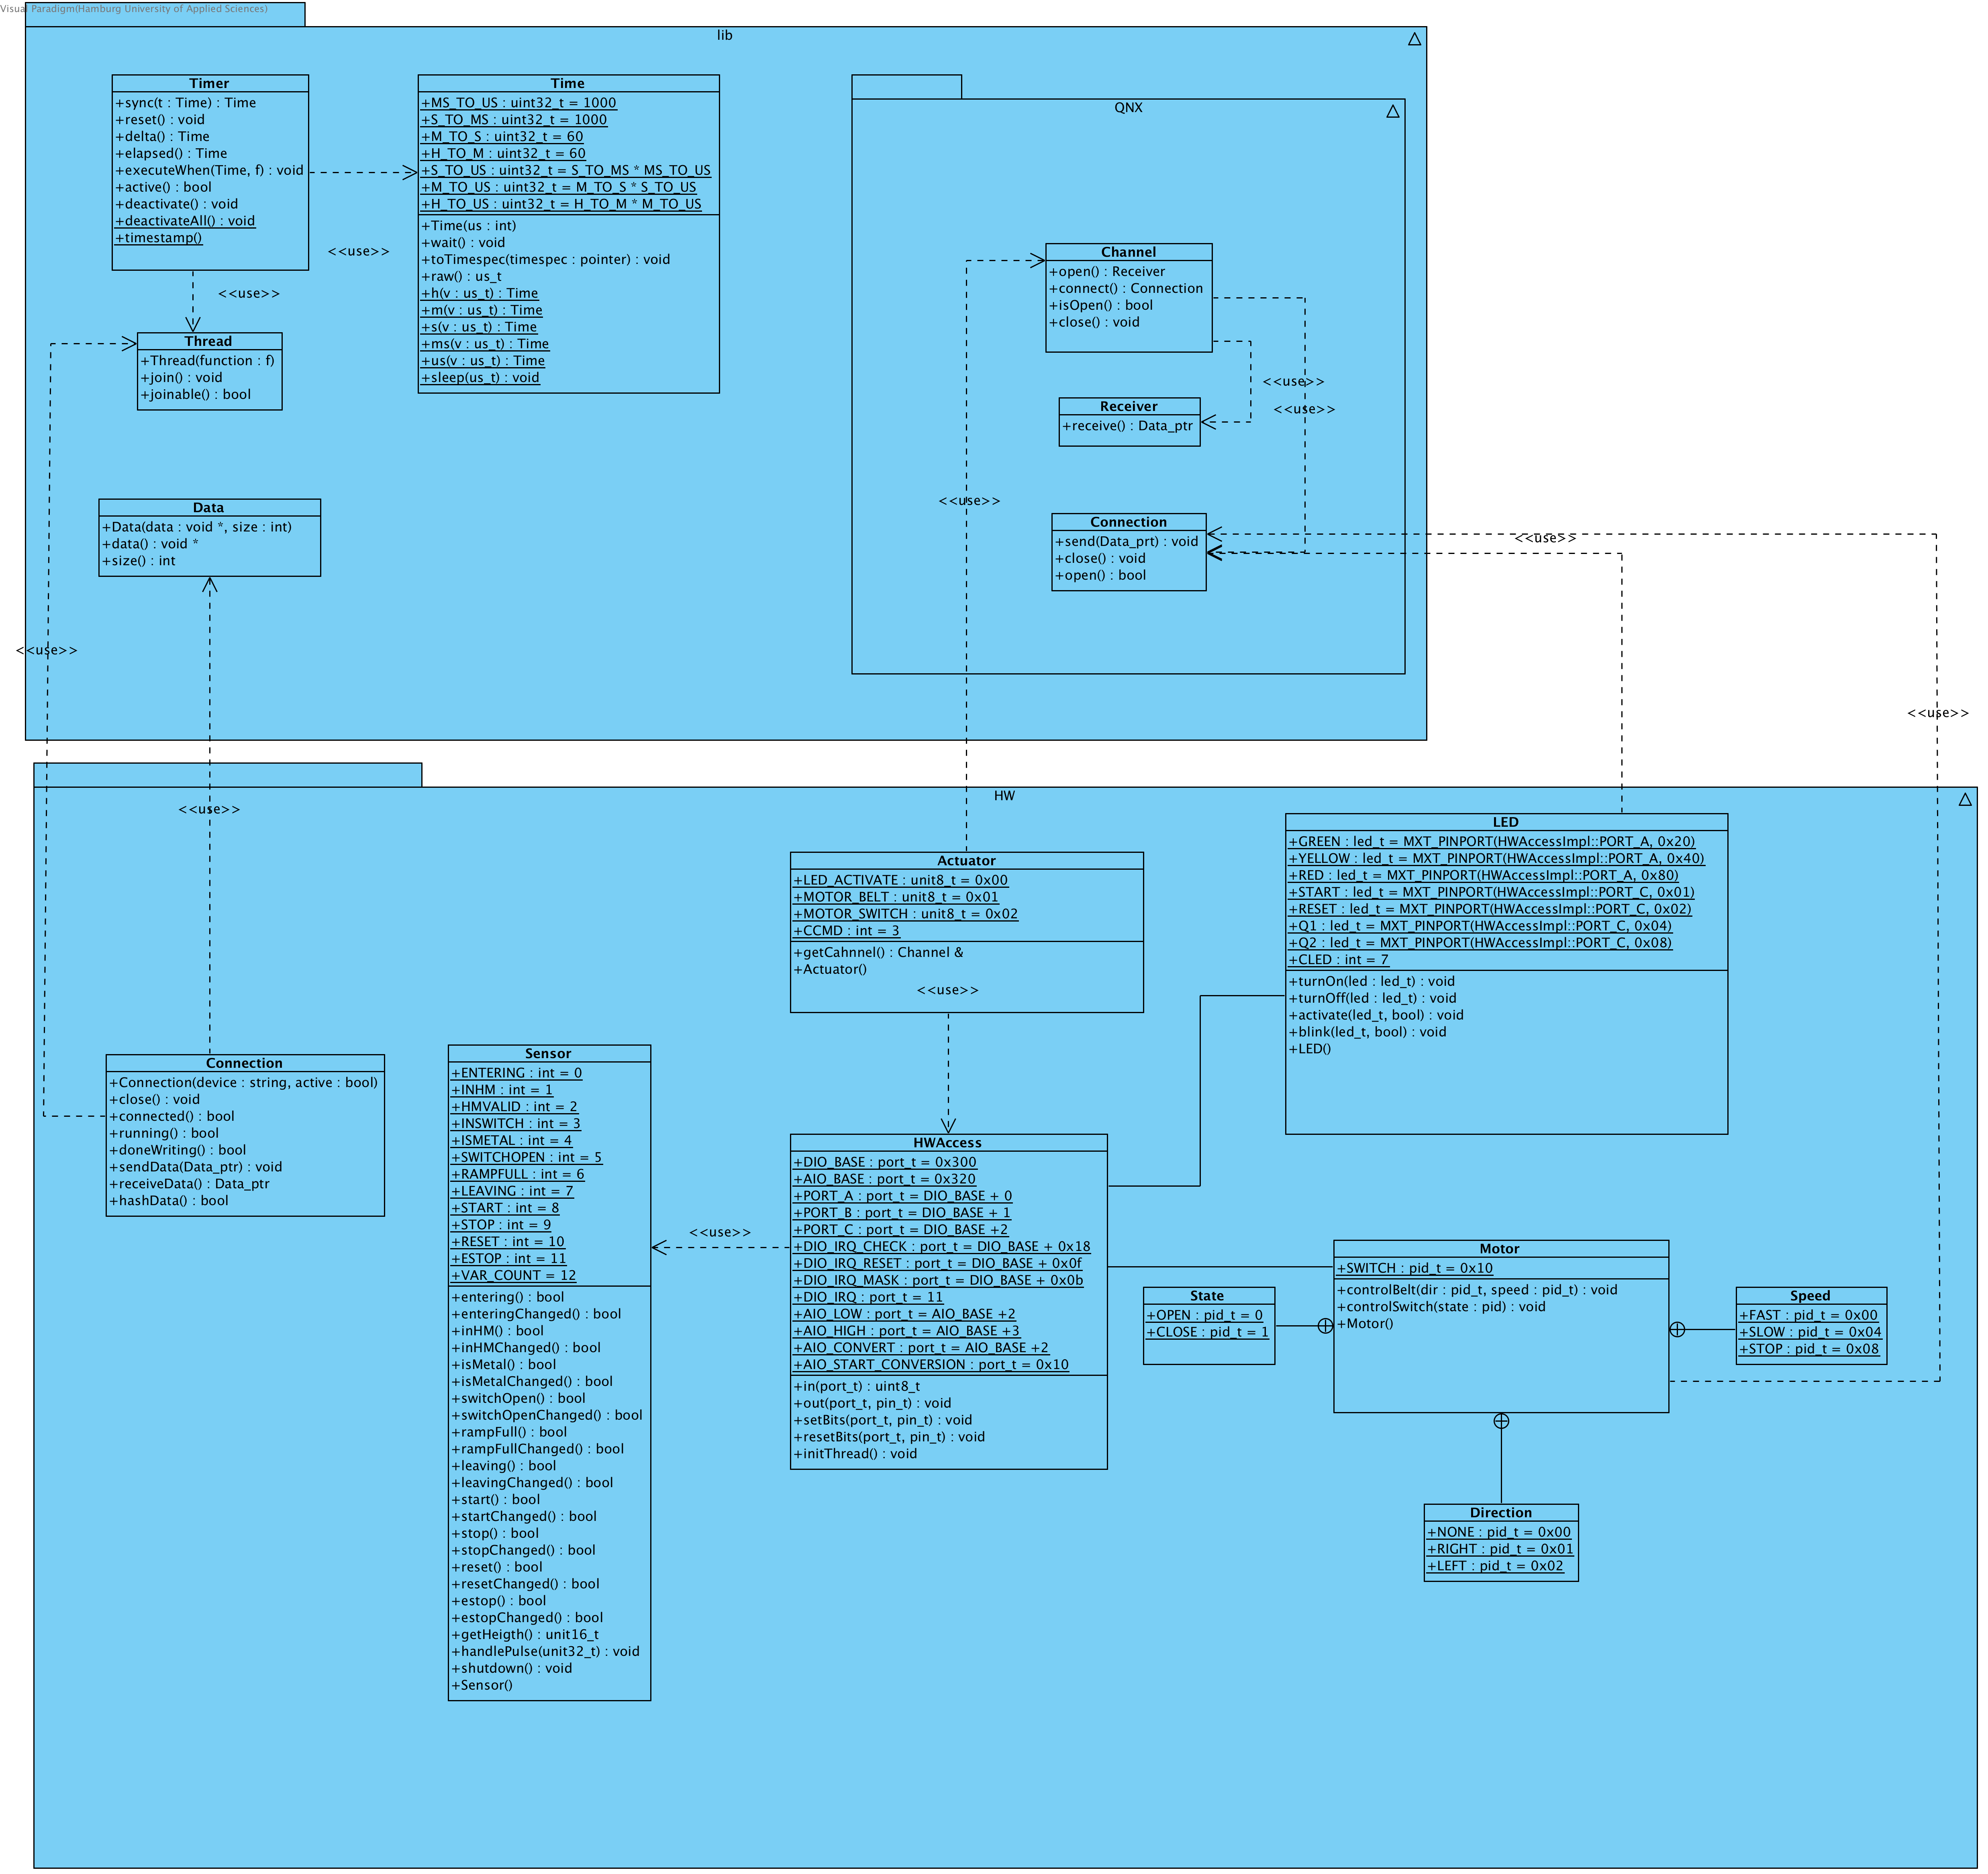 Visual Paradigm(Hamburg University of Applied Sciences)
lib
Timer
+sync(t : Time) : Time
+reset() : void
+delta() : Time
+elapsed() : Time
+executeWhen(Time, f) : void
+active() : bool
+deactivate() : void
+deactivateAll() : void
+timestamp()
<<use>>
<<use>>
Time
+MS_TO_US : uint32_t = 1000
+S_TO_MS : uint32_t = 1000
+M_TO_S : uint32_t = 60
+H_TO_M : uint32_t = 60
+S_TO_US : uint32_t = S_TO_MS * MS_TO_US
+M_TO_US : uint32_t = M_TO_S * S_TO_US
+H_TO_US : uint32_t = H_TO_M * M_TO_US
+Time(us : int)
+wait() : void
+toTimespec(timespec : pointer) : void
+raw() : us_t
+h(v : us_t) : Time
+m(v : us_t) : Time
+s(v : us_t) : Time
+ms(v : us_t) : Time
+us(v : us_t) : Time
+sleep(us_t) : void
Thread
+Thread(function : f)
+join() : void
+joinable() : bool
Data
+Data(data : void *, size : int)
+data() : void *
+size() : int
<<use>>
QNX
Channel
+open() : Receiver
+connect() : Connection
+isOpen() : bool
+close() : void
<<use>>
<<use>>
Receiver
+receive() : Data_ptr
<<use>>
Connection
+send(Data_prt) : void
+close() : void
+open() : bool
<<use>>
<<use>>
HW
<<use>>
Connection
+Connection(device : string, active : bool)
+close() : void
+connected() : bool
+running() : bool
+doneWriting() : bool
+sendData(Data_ptr) : void
+receiveData() : Data_ptr
+hashData() : bool
Sensor
+ENTERING : int = 0
+INHM : int = 1
+HMVALID : int = 2
+INSWITCH : int = 3
+ISMETAL : int = 4
+SWITCHOPEN : int = 5
+RAMPFULL : int = 6
+LEAVING : int = 7
+START : int = 8
+STOP : int = 9
+RESET : int = 10
+ESTOP : int = 11
+VAR_COUNT = 12
+entering() : bool
+enteringChanged() : bool
+inHM() : bool
+inHMChanged() : bool
+isMetal() : bool
+isMetalChanged() : bool
+switchOpen() : bool
+switchOpenChanged() : bool
+rampFull() : bool
+rampFullChanged() : bool
+leaving() : bool
+leavingChanged() : bool
+start() : bool
+startChanged() : bool
+stop() : bool
+stopChanged() : bool
+reset() : bool
+resetChanged() : bool
+estop() : bool
+estopChanged() : bool
+getHeigth() : unit16_t
+handlePulse(unit32_t) : void
+shutdown() : void
+Sensor()
<<use>>
Actuator
+LED_ACTIVATE : unit8_t = 0x00
+MOTOR_BELT : unit8_t = 0x01
+MOTOR_SWITCH : unit8_t = 0x02
+CCMD : int = 3
+getCahnnel() : Channel &
+Actuator()
<<use>>
HWAccess
+DIO_BASE : port_t = 0x300
+AIO_BASE : port_t = 0x320
+PORT_A : port_t = DIO_BASE + 0
+PORT_B : port_t = DIO_BASE + 1
+PORT_C : port_t = DIO_BASE +2
+DIO_IRQ_CHECK : port_t = DIO_BASE + 0x18
+DIO_IRQ_RESET : port_t = DIO_BASE + 0x0f
+DIO_IRQ_MASK : port_t = DIO_BASE + 0x0b
+DIO_IRQ : port_t = 11
+AIO_LOW : port_t = AIO_BASE +2
+AIO_HIGH : port_t = AIO_BASE +3
+AIO_CONVERT : port_t = AIO_BASE +2
+AIO_START_CONVERSION : port_t = 0x10
+in(port_t) : uint8_t
+out(port_t, pin_t) : void
+setBits(port_t, pin_t) : void
+resetBits(port_t, pin_t) : void
+initThread() : void
LED
+GREEN : led_t = MXT_PINPORT(HWAccessImpl::PORT_A, 0x20)
+YELLOW : led_t = MXT_PINPORT(HWAccessImpl::PORT_A, 0x40)
+RED : led_t = MXT_PINPORT(HWAccessImpl::PORT_A, 0x80)
+START : led_t = MXT_PINPORT(HWAccessImpl::PORT_C, 0x01)
+RESET : led_t = MXT_PINPORT(HWAccessImpl::PORT_C, 0x02)
+Q1 : led_t = MXT_PINPORT(HWAccessImpl::PORT_C, 0x04)
+Q2 : led_t = MXT_PINPORT(HWAccessImpl::PORT_C, 0x08)
+CLED : int = 7
+turnOn(led : led_t) : void
+turnOff(led : led_t) : void
+activate(led_t, bool) : void
+blink(led_t, bool) : void
+LED()
State
+OPEN : pid_t = 0
+CLOSE : pid_t = 1
Motor
+SWITCH : pid_t = 0x10
+controlBelt(dir : pid_t, speed : pid_t) : void
+controlSwitch(state : pid) : void
+Motor()
Speed
+FAST : pid_t = 0x00
+SLOW : pid_t = 0x04
+STOP : pid_t = 0x08
Direction
+NONE : pid_t = 0x00
+RIGHT : pid_t = 0x01
+LEFT : pid_t = 0x02